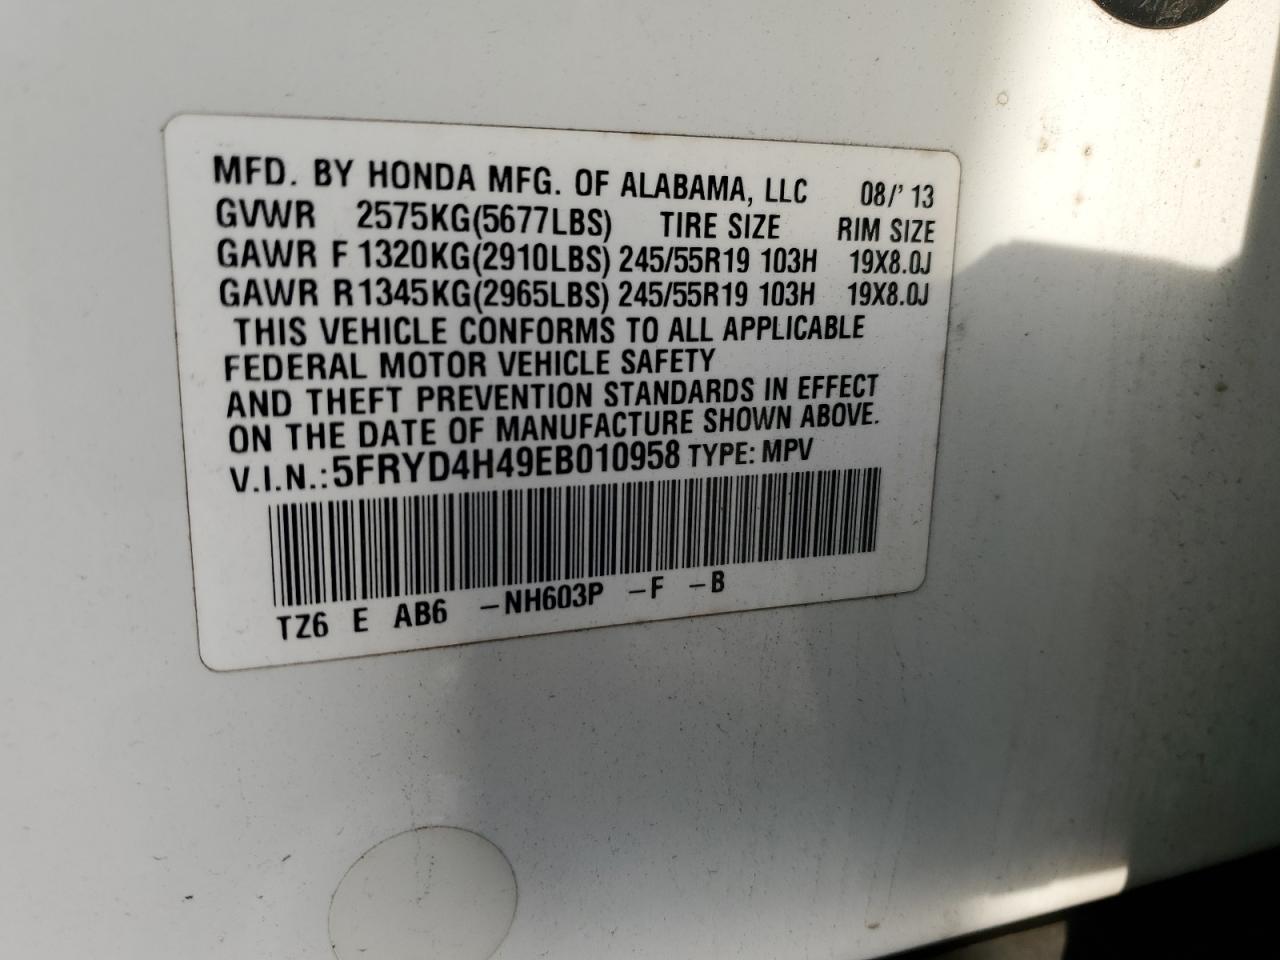 MFD. BY HONDA MFG. OF ALABAMA, LLC 08/'13
GVWR 2575KG(5677LBS) TIRE SIZE RIM SIZE
GAWR F 1320KG(2910LBS) 245/55R19 103H 19X8.0J
GAWR R 1345KG(2965LBS) 245/55R19 103H 19X8.0J
THIS VEHICLE CONFORMS TO ALL APPLICABLE
FEDERAL MOTOR VEHICLE SAFETY
AND THEFT PREVENTION STANDARDS IN EFFECT
ON THE DATE OF MANUFACTURE SHOWN ABOVE.
V.I.N.: 5FRYD4H49EB010958 TYPE: MPV
TZ6 E AB6 -NH603P -F -B